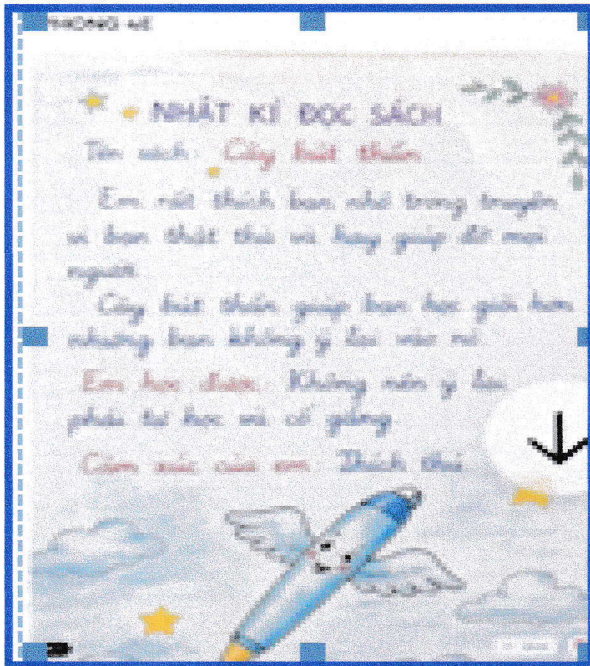 NHẬT KÍ ĐỌC SÁCH
Tên sách: Cây bút thần
Em rất thích bạn nhỏ trong truyện
vì bạn thật thà và hay giúp đỡ mọi
người.
Cây bút thần giúp bạn học giỏi hơn
nhưng bạn không ỷ lại vào nó.
Em học được: Không nên ỷ lại
phải tự học và cố gắng
Cảm xúc của em: Thích thú